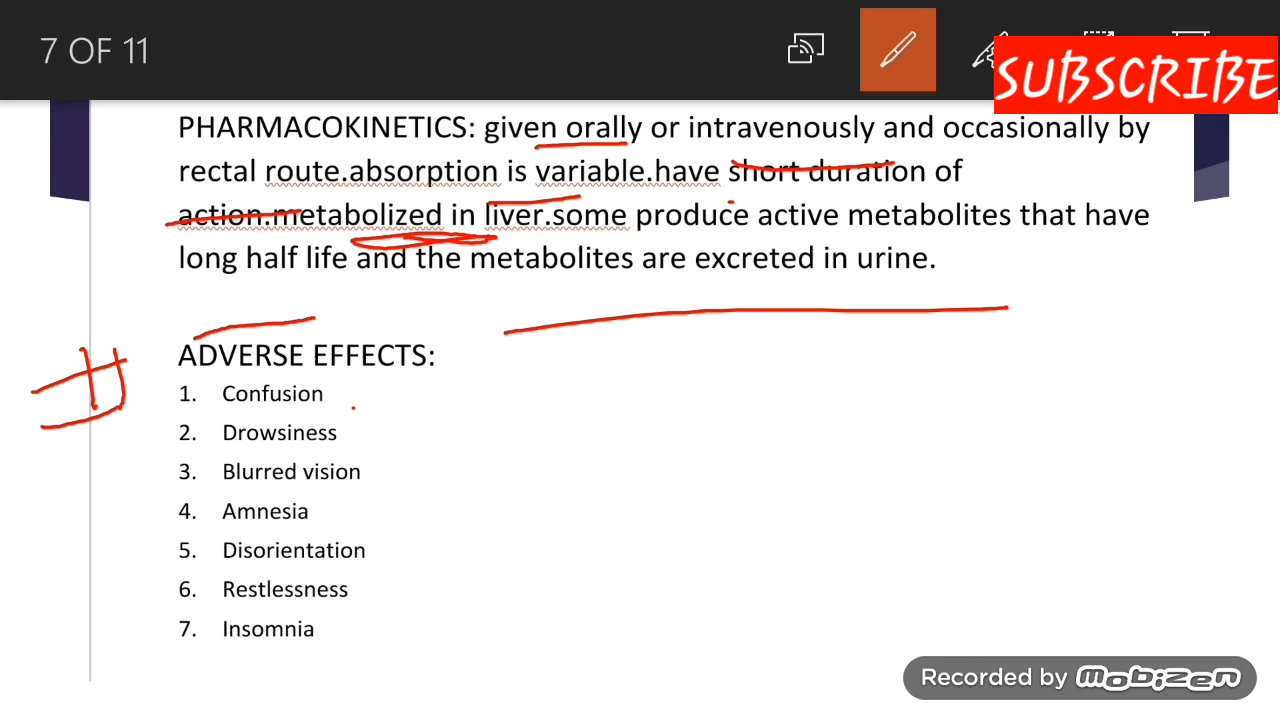 7 OF 11
SUBSCRIBE
PHARMACOKINETICS: given orally or intravenously and occasionally by
rectal route.absorption is variable.have short duration of
action.metabolized in liver.some produce active metabolites that have
long half life and the metabolites are excreted in urine.
ADVERSE EFFECTS:
1. Confusion
2. Drowsiness
3. Blurred vision
4. Amnesia
5. Disorientation
6. Restlessness
7. Insomnia
Recorded by mobizen